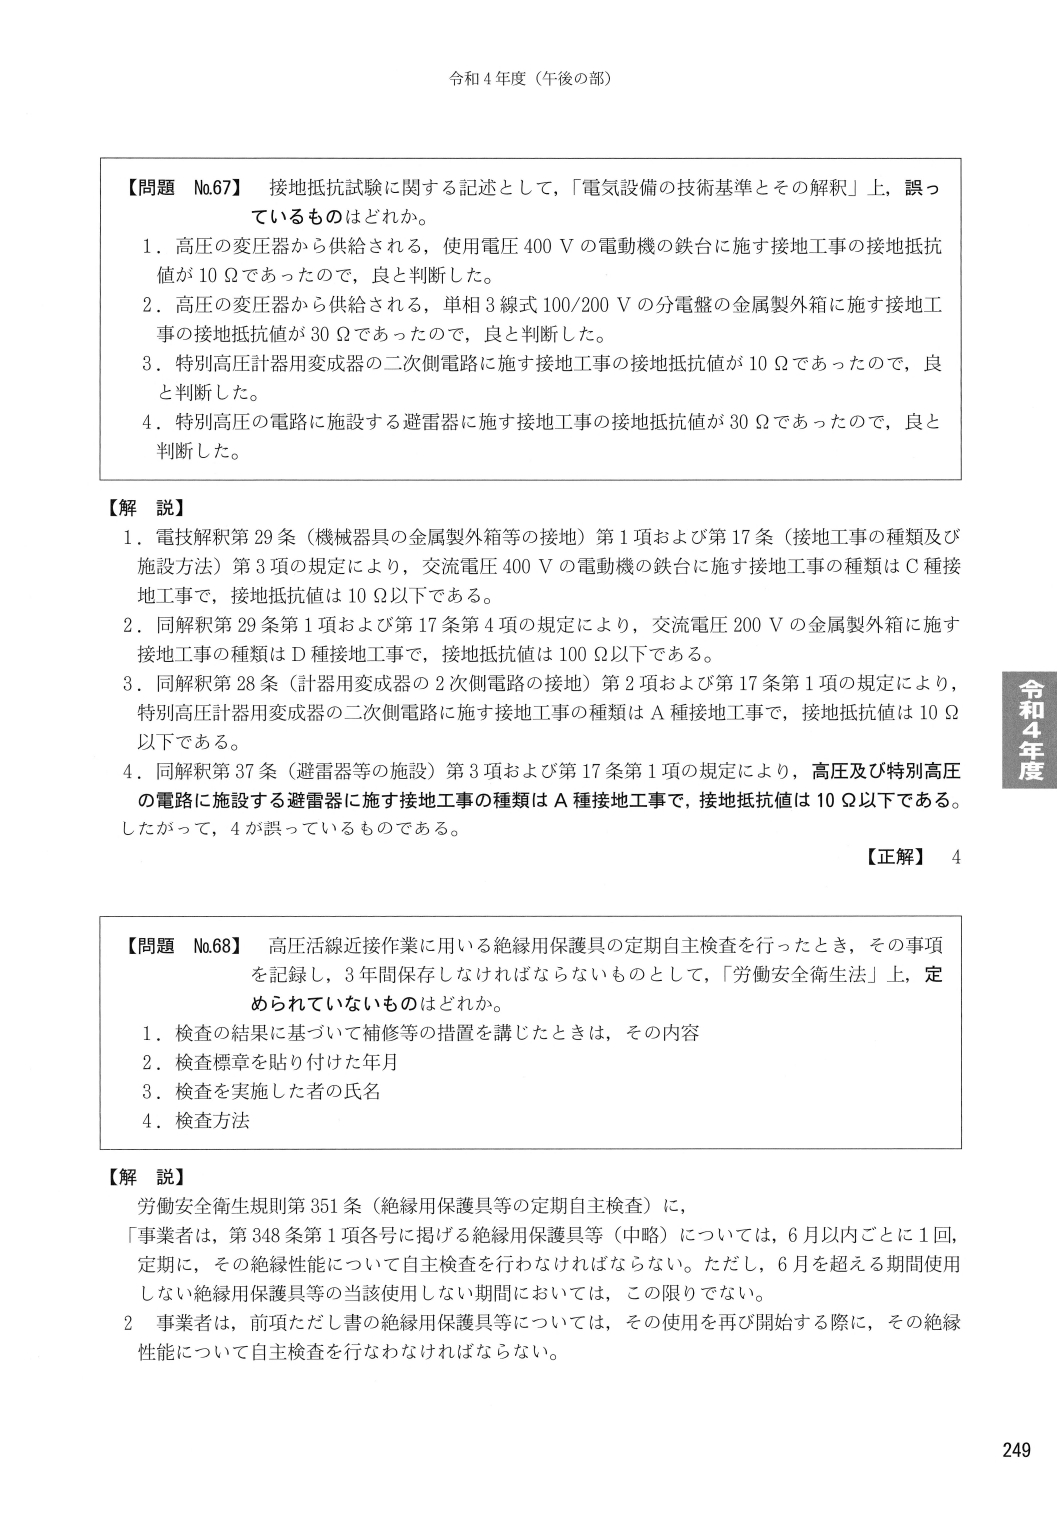 令和4年度（午後の部）
【問題　No.67】　接地抵抗試験に関する記述として，「電気設備の技術基準とその解釈」上，誤っ
ているものはどれか。
1．高圧の変圧器から供給される，使用電圧 400 V の電動機の鉄台に施す接地工事の接地抵抗
値が 10 Ωであったので，良と判断した。
2．高圧の変圧器から供給される，単相3線式 100/200 V の分電盤の金属製外箱に施す接地工
事の接地抵抗値が 30 Ωであったので，良と判断した。
3．特別高圧計器用変成器の二次側電路に施す接地工事の接地抵抗値が 10 Ωであったので，良
と判断した。
4．特別高圧の電路に施設する避雷器に施す接地工事の接地抵抗値が 30 Ωであったので，良と
判断した。
【解　説】
1．電技解釈第 29 条（機械器具の金属製外箱等の接地）第1項および第 17 条（接地工事の種類及び
施設方法）第3項の規定により，交流電圧 400 V の電動機の鉄台に施す接地工事の種類は C 種接
地工事で，接地抵抗値は 10 Ω以下である。
2．同解釈第 29 条第1項および第 17 条第4項の規定により，交流電圧 200 V の金属製外箱に施す
接地工事の種類は D 種接地工事で，接地抵抗値は 100 Ω以下である。
3．同解釈第 28 条（計器用変成器の2次側電路の接地）第2項および第 17 条第1項の規定により，
特別高圧計器用変成器の二次側電路に施す接地工事の種類は A 種接地工事で，接地抵抗値は 10 Ω
以下である。
4．同解釈第 37 条（避雷器等の施設）第3項および第 17 条第1項の規定により，高圧及び特別高圧
の電路に施設する避雷器に施す接地工事の種類は A 種接地工事で，接地抵抗値は 10 Ω以下である。
したがって，4が誤っているものである。
【正解】　4
【問題　No.68】　高圧活線近接作業に用いる絶縁用保護具の定期自主検査を行ったとき，その事項
を記録し，3年間保存しなければならないものとして，「労働安全衛生法」上，定
められていないものはどれか。
1．検査の結果に基づいて補修等の措置を講じたときは，その内容
2．検査標章を貼り付けた年月
3．検査を実施した者の氏名
4．検査方法
【解　説】
労働安全衛生規則第 351 条（絶縁用保護具等の定期自主検査）に，
「事業者は，第 348 条第1項各号に掲げる絶縁用保護具等（中略）については，6月以内ごとに1回，
定期に，その絶縁性能について自主検査を行わなければならない。ただし，6月を超える期間使用
しない絶縁用保護具等の当該使用しない期間においては，この限りでない。
2　事業者は，前項ただし書の絶縁用保護具等については，その使用を再び開始する際に，その絶縁
性能について自主検査を行なわなければならない。
令和4年度
249